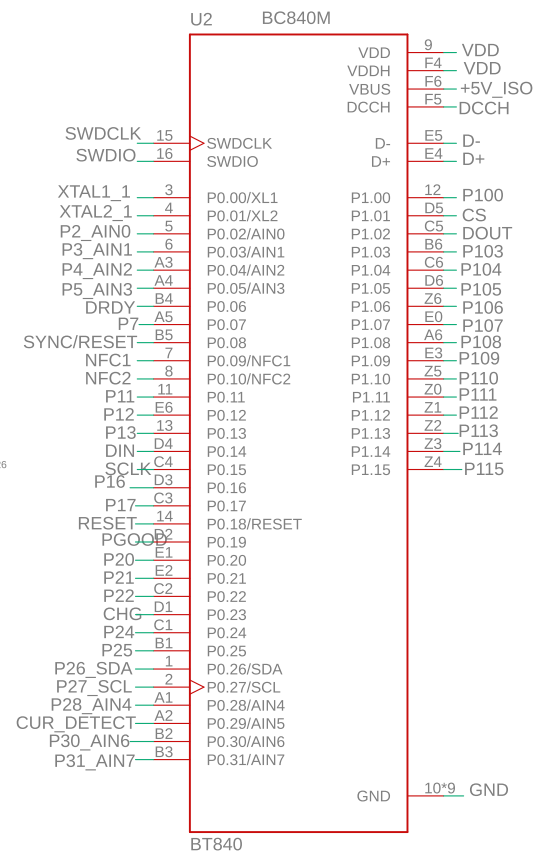 U2 BC840M
VDD 9 VDD
VDDH F4 VDD
VBUS F6 +5V_ISO
DCCH F5 DCCH
SWDCLK 15 SWDCLK D- E5 D-
SWDIO 16 SWDIO D+ E4 D+
XTAL1_1 3 P0.00/XL1 P1.00 12 P100
XTAL2_1 4 P0.01/XL2 P1.01 D5 CS
P2_AIN0 5 P0.02/AIN0 P1.02 C5 DOUT
P3_AIN1 6 P0.03/AIN1 P1.03 B6 P103
P4_AIN2 A3 P0.04/AIN2 P1.04 C6 P104
P5_AIN3 A4 P0.05/AIN3 P1.05 D6 P105
DRDY B4 P0.06 P1.06 Z6 P106
P7 A5 P0.07 P1.07 E0 P107
SYNC/RESET B5 P0.08 P1.08 A6 P108
NFC1 7 P0.09/NFC1 P1.09 E3 P109
NFC2 8 P0.10/NFC2 P1.10 Z5 P110
P11 11 P0.11 P1.11 Z0 P111
P12 E6 P0.12 P1.12 Z1 P112
P13 13 P0.13 P1.13 Z2 P113
DIN D4 P0.14 P1.14 Z3 P114
26 SCLK C4 P0.15 P1.15 Z4 P115
P16 D3 P0.16
P17 C3 P0.17
RESET 14 P0.18/RESET
PGOOD D2 P0.19
P20 E1 P0.20
P21 E2 P0.21
P22 C2 P0.22
CHG D1 P0.23
P24 C1 P0.24
P25 B1 P0.25
P26_SDA 1 P0.26/SDA
P27_SCL 2 P0.27/SCL
P28_AIN4 A1 P0.28/AIN4
CUR_DETECT A2 P0.29/AIN5
P30_AIN6 B2 P0.30/AIN6
P31_AIN7 B3 P0.31/AIN7
GND 10*9 GND
BT840